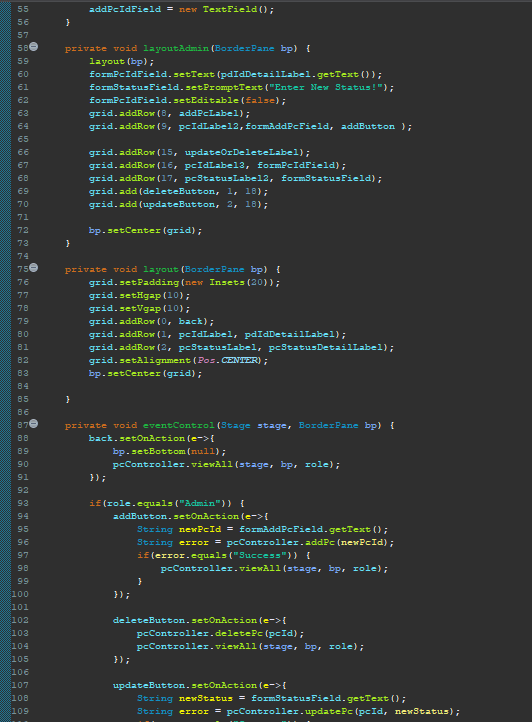 55 addPcIdField = new TextField();
56 }
57
58 private void layoutAdmin(BorderPane bp) {
59 layout(bp);
60 formPcIdField.setText(pdIdDetailLabel.getText());
61 formStatusField.setPromptText("Enter New Status!");
62 formPcIdField.setEditable(false);
63 grid.addRow(8, addPcLabel);
64 grid.addRow(9, pcIdLabel2,formAddPcField, addButton );
65
66 grid.addRow(15, updateOrDeleteLabel);
67 grid.addRow(16, pcIdLabel3, formPcIdField);
68 grid.addRow(17, pcStatusLabel2, formStatusField);
69 grid.add(deleteButton, 1, 18);
70 grid.add(updateButton, 2, 18);
71
72 bp.setCenter(grid);
73 }
74
75 private void layout(BorderPane bp) {
76 grid.setPadding(new Insets(20));
77 grid.setHgap(10);
78 grid.setVgap(10);
79 grid.addRow(0, back);
80 grid.addRow(1, pcIdLabel, pdIdDetailLabel);
81 grid.addRow(2, pcStatusLabel, pcStatusDetailLabel);
82 grid.setAlignment(Pos.CENTER);
83 bp.setCenter(grid);
84
85 }
86
87 private void eventControl(Stage stage, BorderPane bp) {
88 back.setOnAction(e->{
89 bp.setBottom(null);
90 pcController.viewAll(stage, bp, role);
91 });
92
93 if(role.equals("Admin")) {
94 addButton.setOnAction(e->{
95 String newPcId = formAddPcField.getText();
96 String error = pcController.addPc(newPcId);
97 if(error.equals("Success")) {
98 pcController.viewAll(stage, bp, role);
99 }
100 });
101
102 deleteButton.setOnAction(e->{
103 pcController.deletePc(pcId);
104 pcController.viewAll(stage, bp, role);
105 });
106
107 updateButton.setOnAction(e->{
108 String newStatus = formStatusField.getText();
109 String error = pcController.updatePc(pcId, newStatus);